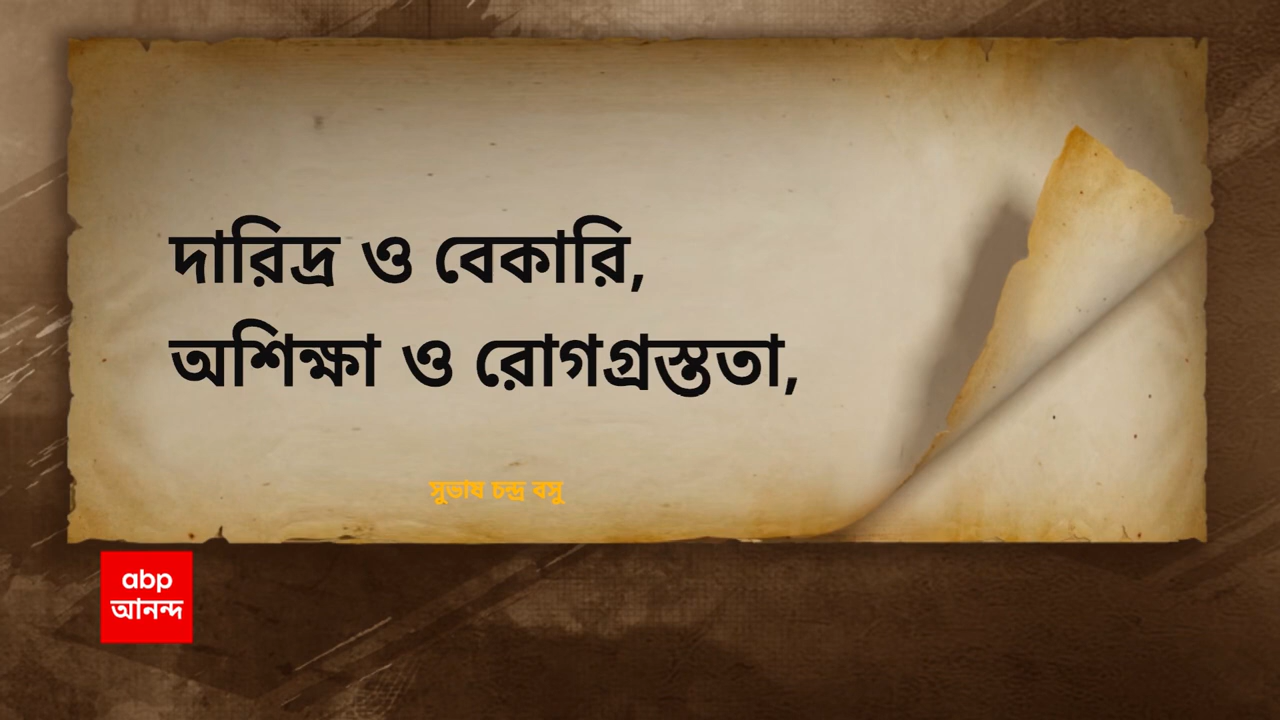 দারিদ্র ও বেকারি,
অশিক্ষা ও রোগগ্রস্ততা,
সুভাষ চন্দ্র বসু
abp
আনন্দ